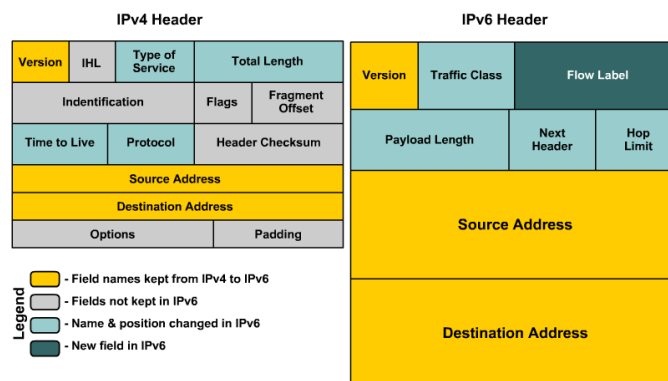 IPv4 Header
Version
IHL
Type of
Service
Total Length
Indentification
Flags
Fragment
Offset
Time to Live
Protocol
Header Checksum
Source Address
Destination Address
Options
Padding
Legend
- Field names kept from IPv4 to IPv6
- Fields not kept in IPv6
- Name & position changed in IPv6
- New field in IPv6
IPv6 Header
Version
Traffic Class
Flow Label
Payload Length
Next
Header
Hop
Limit
Source Address
Destination Address